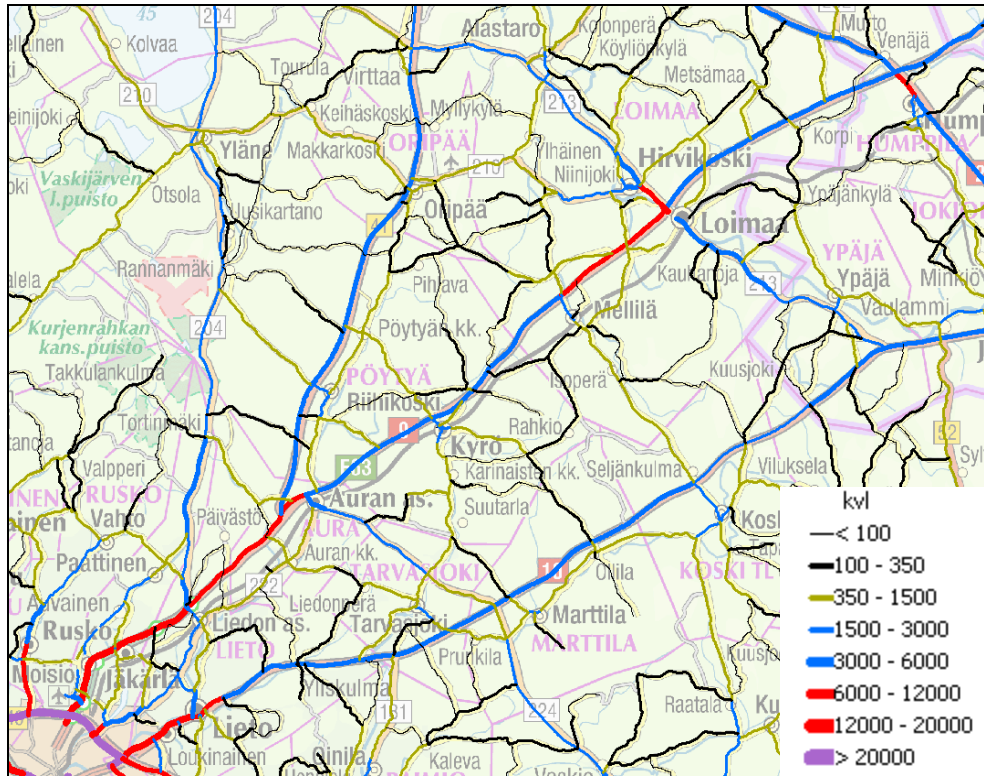 45
204
Kolvaa
Alastaro
Kojonperä
Köyliönkylä
Murto
Venäjä
Tourula
Virttaa
Metsämaa
210
213
Keihäskoski
Myllykylä
LOIMAA
Korpi
HUMPPILA
Yläne
Makkarkoski
ORIPÄÄ
210
Niinijoki
Hirvikoski
Vaskijärven
l.puisto
Otsola
Uusikartano
Oripää
Loimaa
Ypäjänkylä
41
YPÄJÄ
Rannanmäki
Kauhanoja
213
Ypäjä
Pihlava
Mellilä
Vaulammi
Kurjenrahkan
kans.puisto
204
Pöytyän kk.
Takkulankulma
Isoperä
Kuusjoki
PÖYTYÄ
Riihikoski
Tortinmäki
9
Rahkio
52
Kyrö
Valpperi
E63
Karinaisten kk.
Seljänkulma
Viluksela
RUSKO
Auran as.
Vahto
Päivästö
Suutarla
AURA
Paattinen
Auran kk.
TARVASJOKI
10
Ollila
KOSKI TL
222
Liedonperä
Liedon as.
Tarvasjoki
Marttila
Rusko
LIETO
MARTTILA
Moisio
Jäkärlä
Prunkila
Yliskulma
Raatala
181
224
Lieto
Loukinainen
Kaleva
kvl
< 100
100 - 350
350 - 1500
1500 - 3000
3000 - 6000
6000 - 12000
12000 - 20000
> 20000